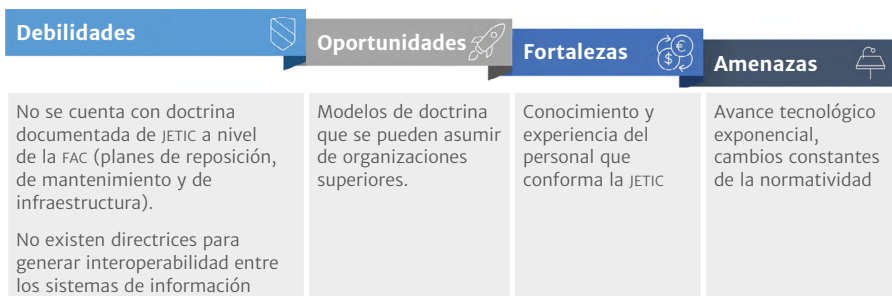 Debilidades
No se cuenta con doctrina
documentada de JETIC a nivel
de la FAC (planes de reposición,
de mantenimiento y de
infraestructura).
No existen directrices para
generar interoperabilidad entre
los sistemas de información
Oportunidades
Modelos de doctrina
que se pueden asumir
de organizaciones
superiores.
Fortalezas
Conocimiento y
experiencia del
personal que
conforma la JETIC
Amenazas
Avance tecnológico
exponencial,
cambios constantes
de la normatividad